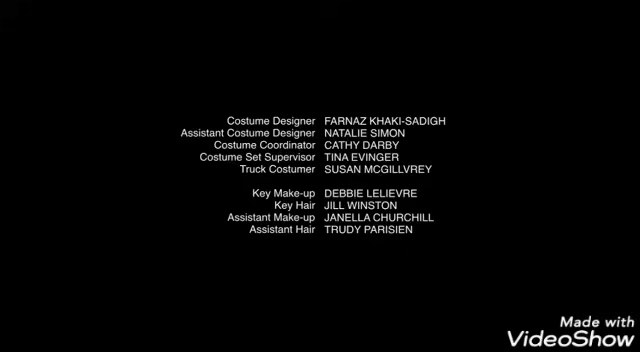 Costume Designer FARNAZ KHAKI-SADIGH
Assistant Costume Designer NATALIE SIMON
Costume Coordinator CATHY DARBY
Costume Set Supervisor TINA EVINGER
Truck Costumer SUSAN MCGILLVREY
Key Make-up DEBBIE LELIEVRE
Key Hair JILL WINSTON
Assistant Make-up JANELLA CHURCHILL
Assistant Hair TRUDY PARISIEN
Made with
VideoShow